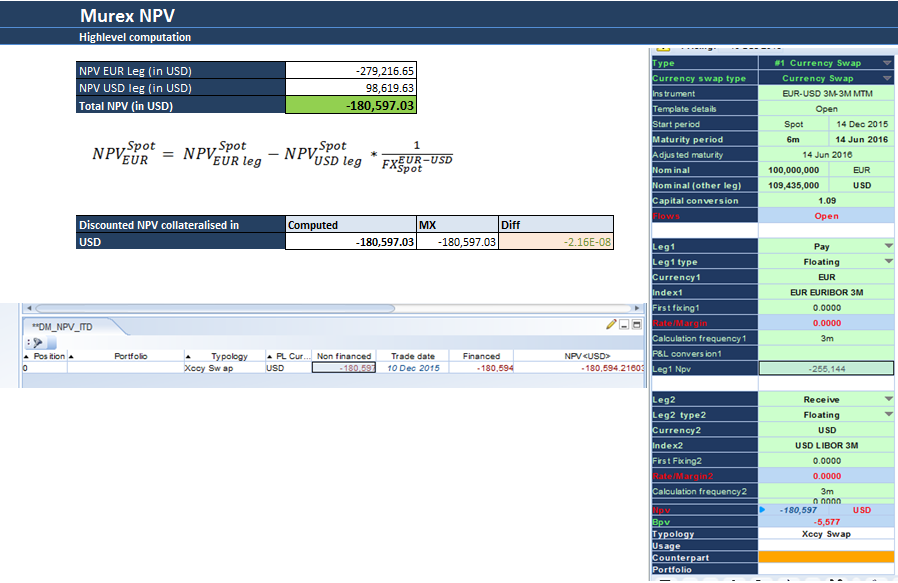 Murex NPV
Highlevel computation
NPV EUR Leg (in USD) -279,216.65
NPV USD leg (in USD) 98,619.63
Total NPV (in USD) -180,597.03
NPV_{EUR}^{Spot} = NPV_{EUR leg}^{Spot} − NPV_{USD leg}^{Spot} * \frac{1}{FX_{Spot}^{EUR−USD}}
Discounted NPV collateralised in Computed MX Diff
USD -180,597.03 -180,597.03 -2.16E-08
**DM_NPV_ITD
Position Portfolio Typology PL Cur... Non financed Trade date Financed NPV<USD>
0 Xccy Swap USD -180,597 10 Dec 2015 -180,594 -180,594.2160
Type #1 Currency Swap
Currency swap type Currency Swap
Instrument EUR-USD 3M-3M MTM
Template details Open
Start period Spot 14 Dec 2015
Maturity period 6m 14 Jun 2016
Adjusted maturity 14 Jun 2016
Nominal 100,000,000 EUR
Nominal (other leg) 109,435,000 USD
Capital conversion 1.09
Flows Open
Leg1 Pay
Leg1 type Floating
Currency1 EUR
Index1 EUR EURIBOR 3M
First fixing1 0.0000
Rate/Margin 0.0000
Calculation frequency1 3m
P&L conversion1
Leg1 Npv -255,144
Leg2 Receive
Leg2 type2 Floating
Currency2 USD
Index2 USD LIBOR 3M
First Fixing2 0.0000
Rate/Margin2 0.0000
Calculation frequency2 3m
0.0000
Npv -180,597 USD
Bpv -5,577
Typology Xccy Swap
Usage
Counterpart
Portfolio